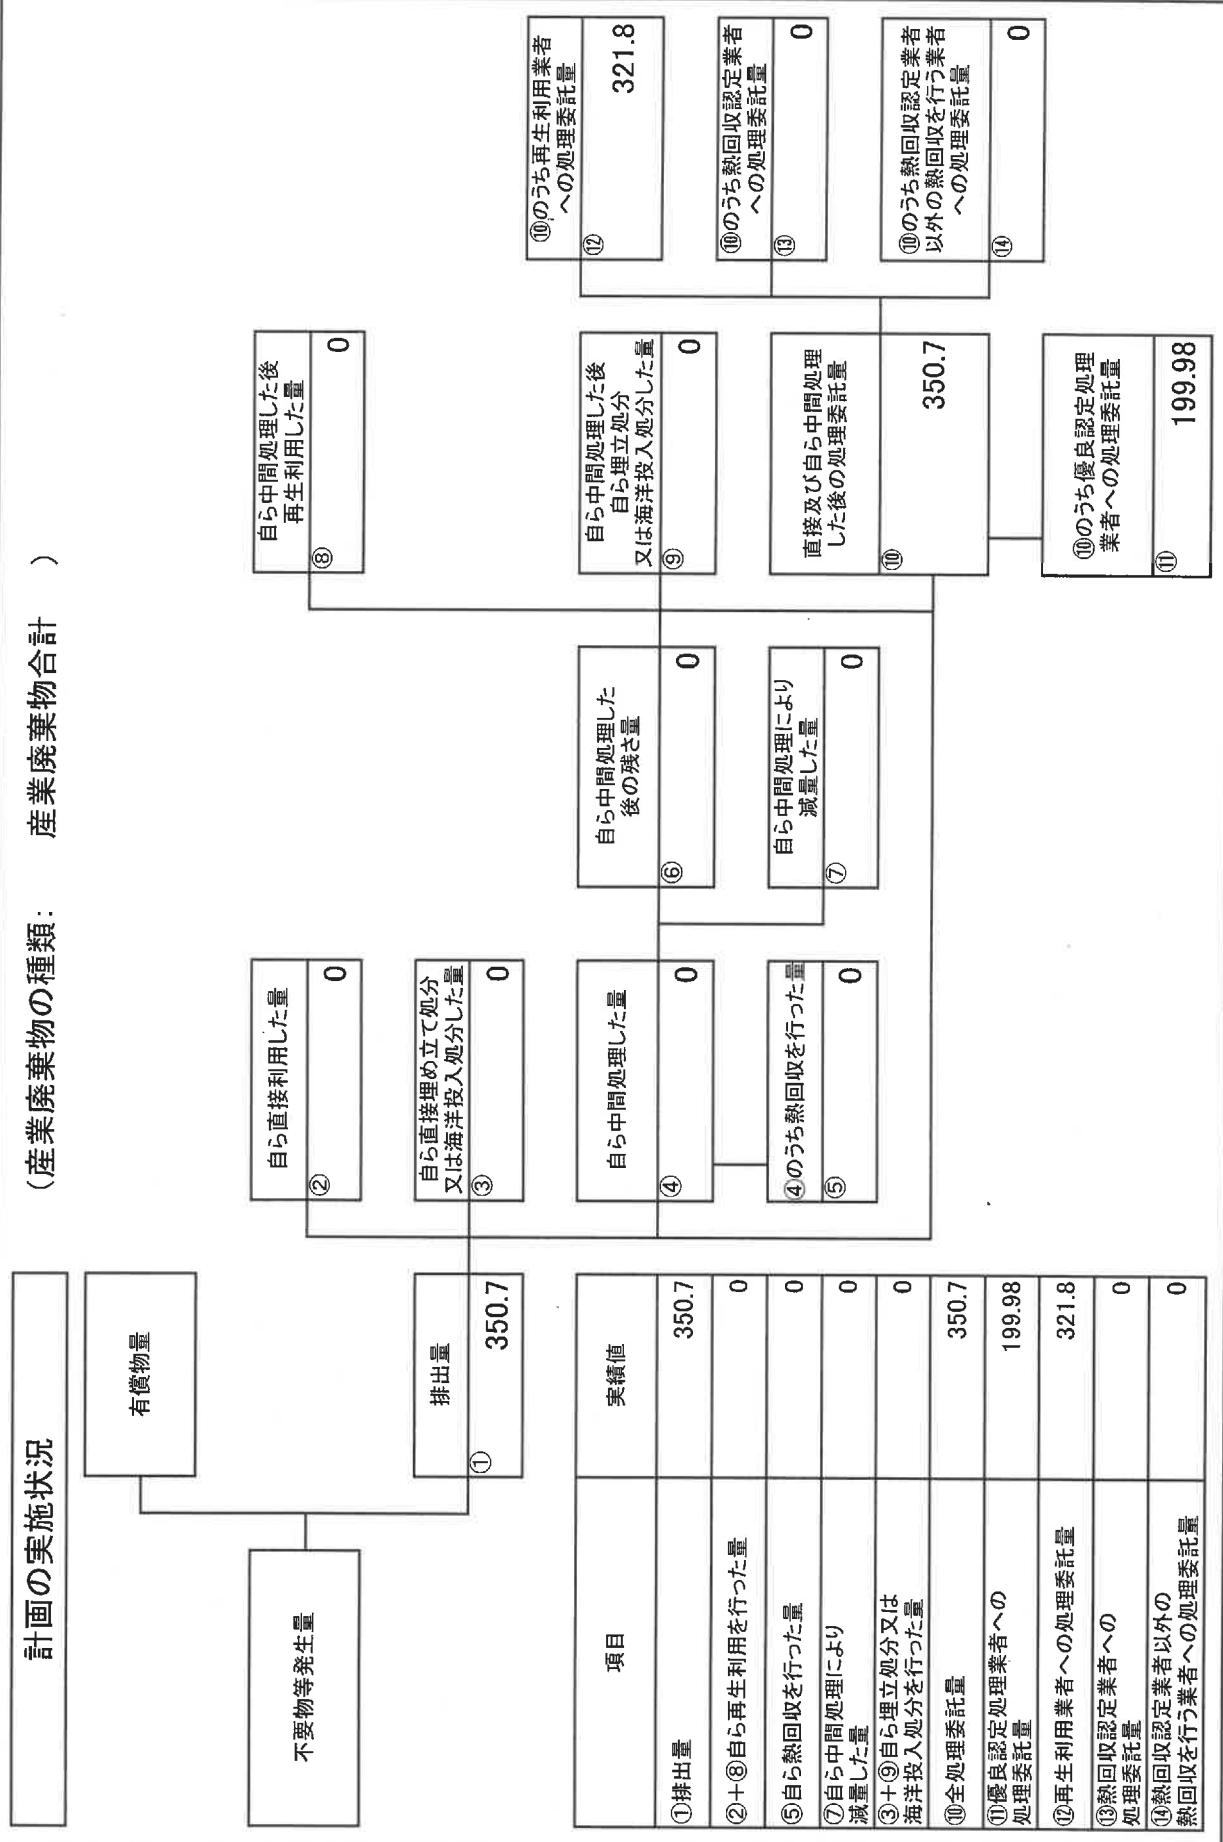 計画の実施状況
(産業廃棄物の種類: 産業廃棄物合計 )
不要物等発生量
有償物量
排出量
①
350.7
自ら直接利用した量
②
0
自ら直接埋め立て処分
又は海洋投入処分した量
③
0
自ら中間処理した量
④
0
④のうち熱回収を行った量
⑤
0
自ら中間処理した
後の残さ量
⑥
0
自ら中間処理により
減量した量
⑦
0
自ら中間処理した後
再生利用した量
⑧
0
自ら中間処理した後
自ら埋立処分
又は海洋投入処分した量
⑨
0
直接及び自ら中間処理
した後の処理委託量
⑩
350.7
⑩のうち優良認定処理
業者への処理委託量
⑪
199.98
⑩のうち再生利用業者
への処理委託量
⑫
321.8
⑩のうち熱回収認定業者
への処理委託量
⑬
0
⑩のうち熱回収認定業者
以外の熱回収を行う業者
への処理委託量
⑭
0
項目 実績値
①排出量 350.7
②+⑧自ら再生利用を行った量 0
⑤自ら熱回収を行った量 0
⑦自ら中間処理により
減量した量 0
③+⑨自ら埋立処分又は
海洋投入処分を行った量 0
⑩全処理委託量 350.7
⑪優良認定処理業者への
処理委託量 199.98
⑫再生利用業者への処理委託量 321.8
⑬熱回収認定業者への
処理委託量 0
⑭熱回収認定業者以外の
熱回収を行う業者への処理委託量 0